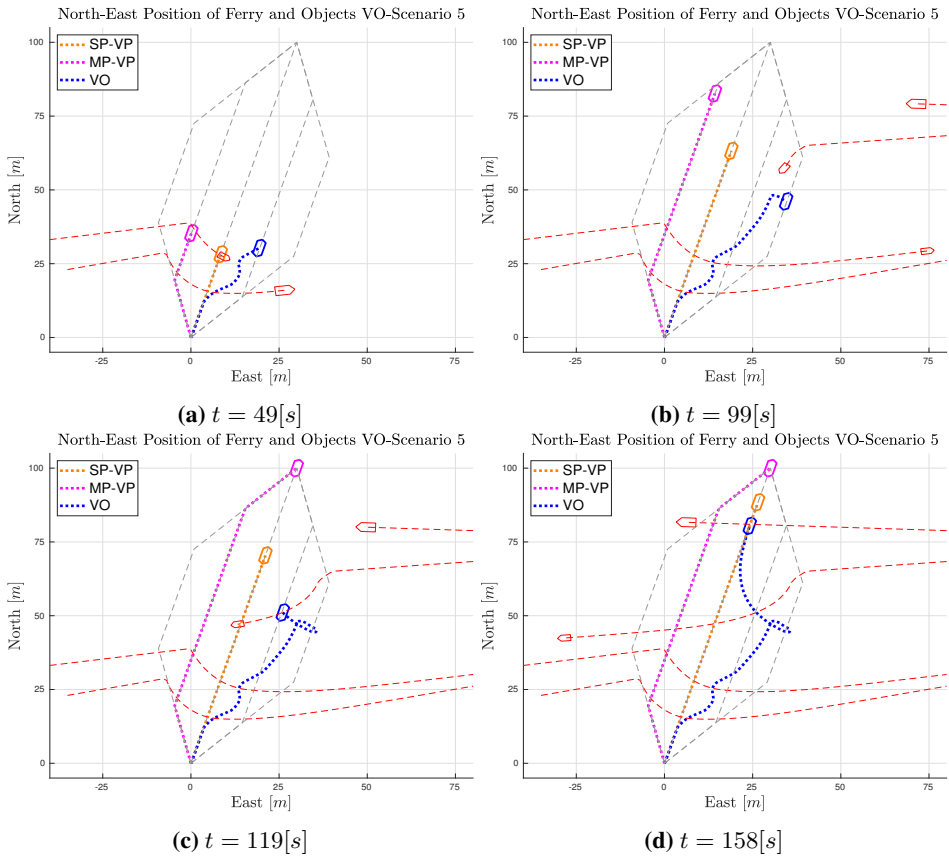 North-East Position of Ferry and Objects VO-Scenario 5
SP-VP
MP-VP
VO
100
75
50
25
0
North [m]
-25 0 25 50 75
East [m]
(a) t = 49[s]
North-East Position of Ferry and Objects VO-Scenario 5
SP-VP
MP-VP
VO
100
75
50
25
0
North [m]
-25 0 25 50 75
East [m]
(b) t = 99[s]
North-East Position of Ferry and Objects VO-Scenario 5
SP-VP
MP-VP
VO
100
75
50
25
0
North [m]
-25 0 25 50 75
East [m]
(c) t = 119[s]
North-East Position of Ferry and Objects VO-Scenario 5
SP-VP
MP-VP
VO
100
75
50
25
0
North [m]
-25 0 25 50 75
East [m]
(d) t = 158[s]